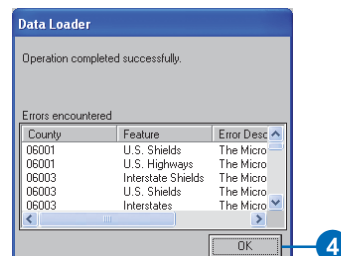 Data Loader
Operation completed successfully.
Errors encountered
County Feature Error Desc
06001 U.S. Shields The Micro
06001 U.S. Highways The Micro
06003 Interstate Shields The Micro
06003 U.S. Shields The Micro
06003 Interstates The Micro
OK
4